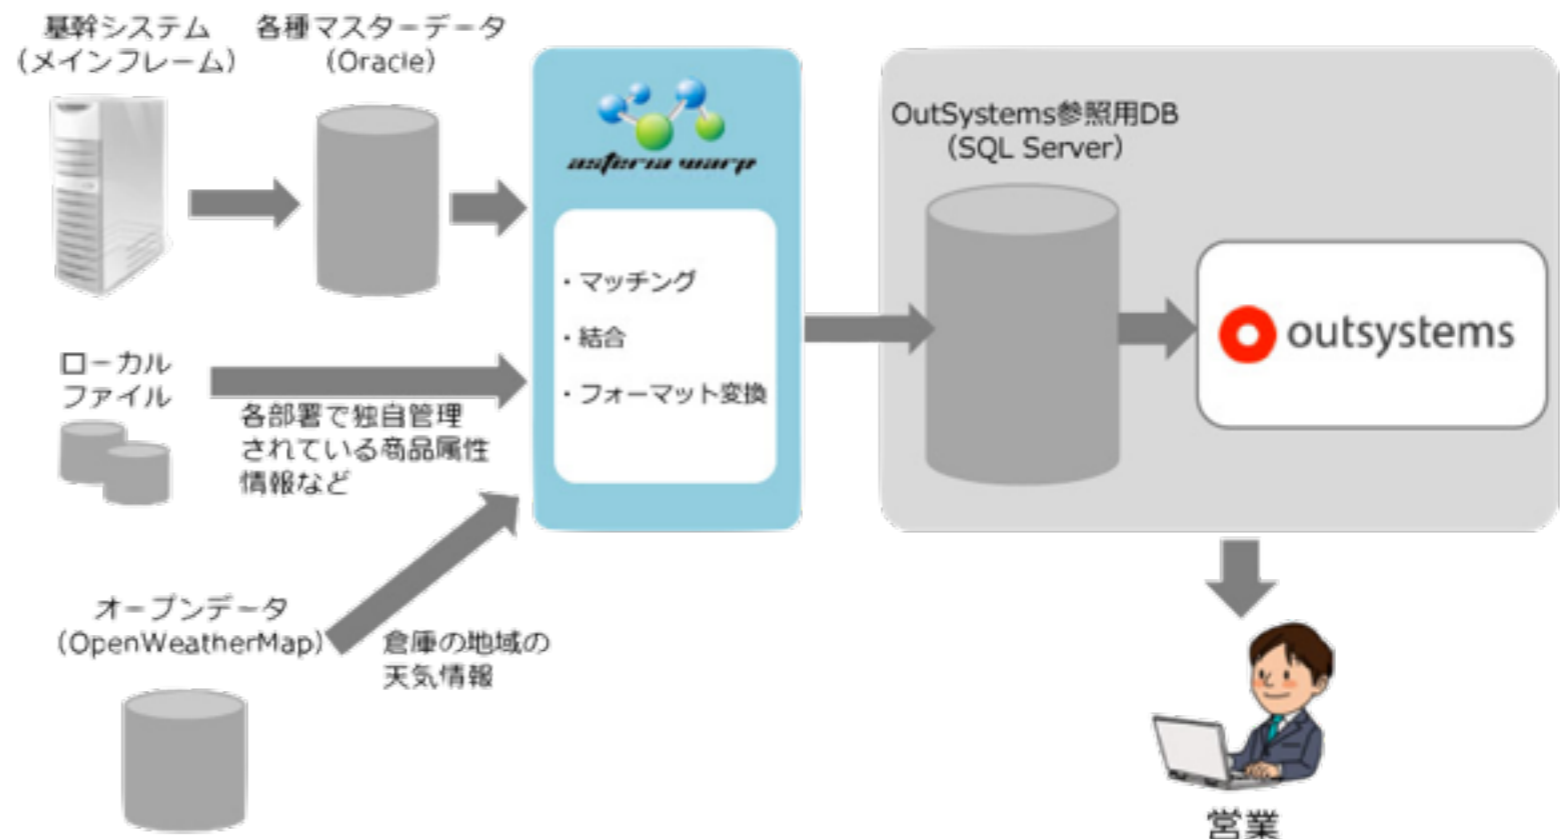 基幹システム
（メインフレーム）
各種マスターデータ
（Oracle）
asteria warp
・マッチング
・結合
・フォーマット変換
OutSystems参照用DB
（SQL Server）
outsystems
ローカル
ファイル
各部署で独自管理
されている商品属性
情報など
オープンデータ
（OpenWeatherMap）
倉庫の地域の
天気情報
営業